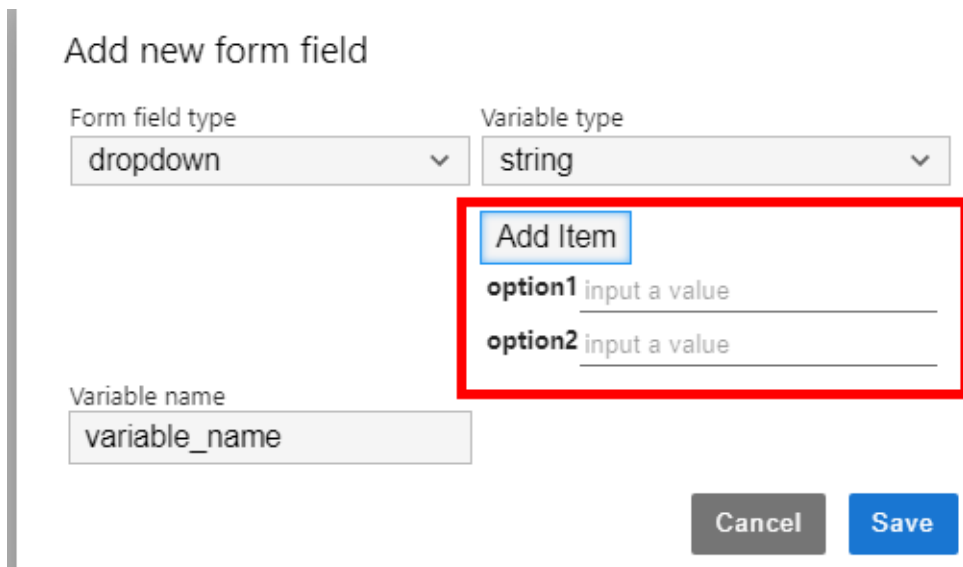 Add new form field
Form field type Variable type
dropdown string
Add Item
option1 input a value
option2 input a value
Variable name
variable_name
Cancel Save